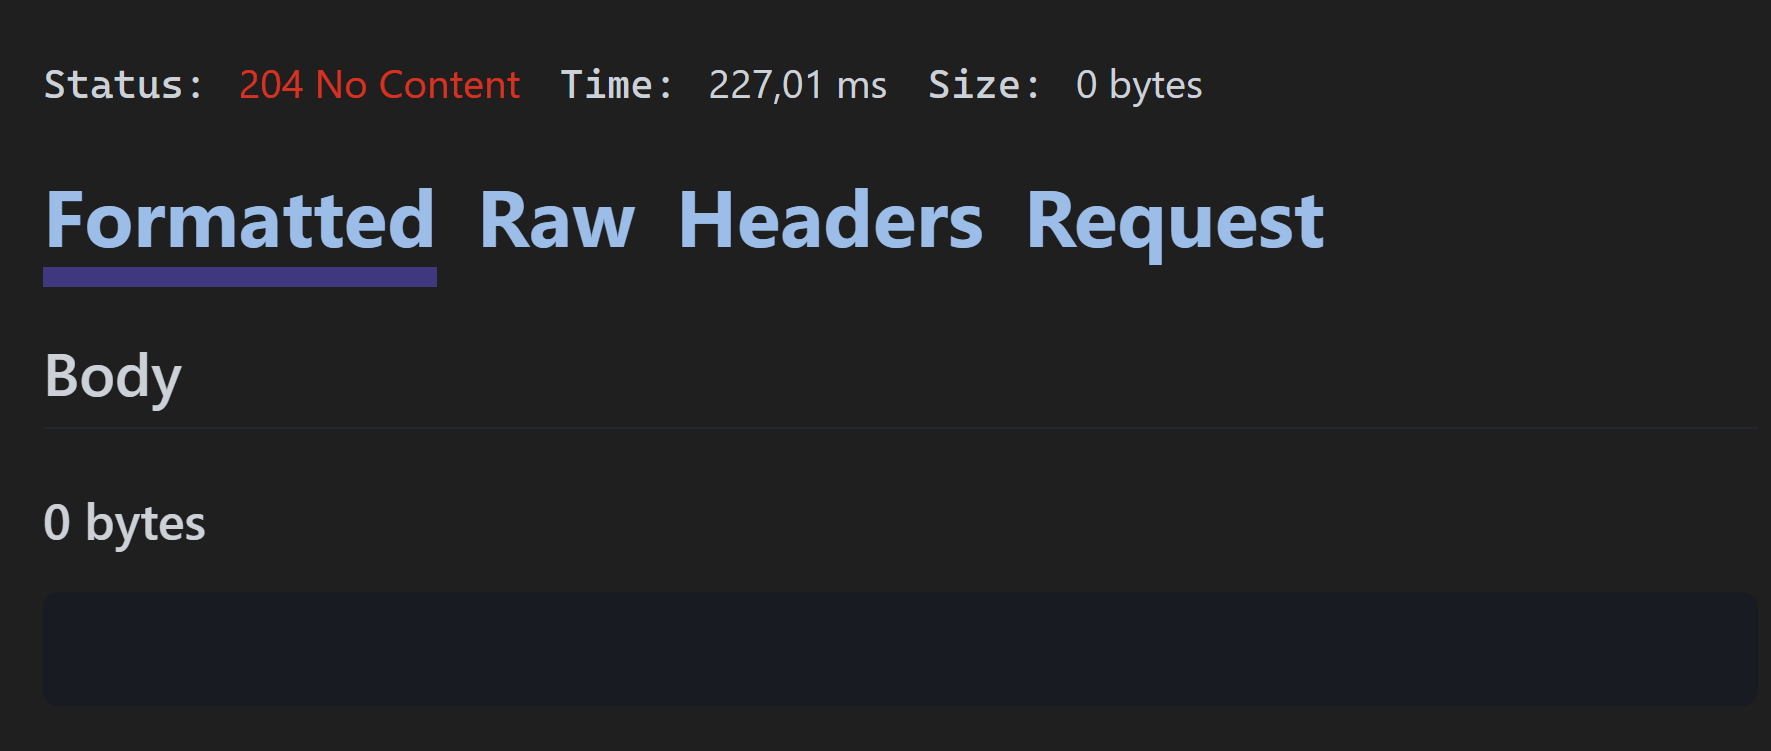 Status: 204 No Content Time: 227,01 ms Size: 0 bytes
Formatted Raw Headers Request
Body
0 bytes